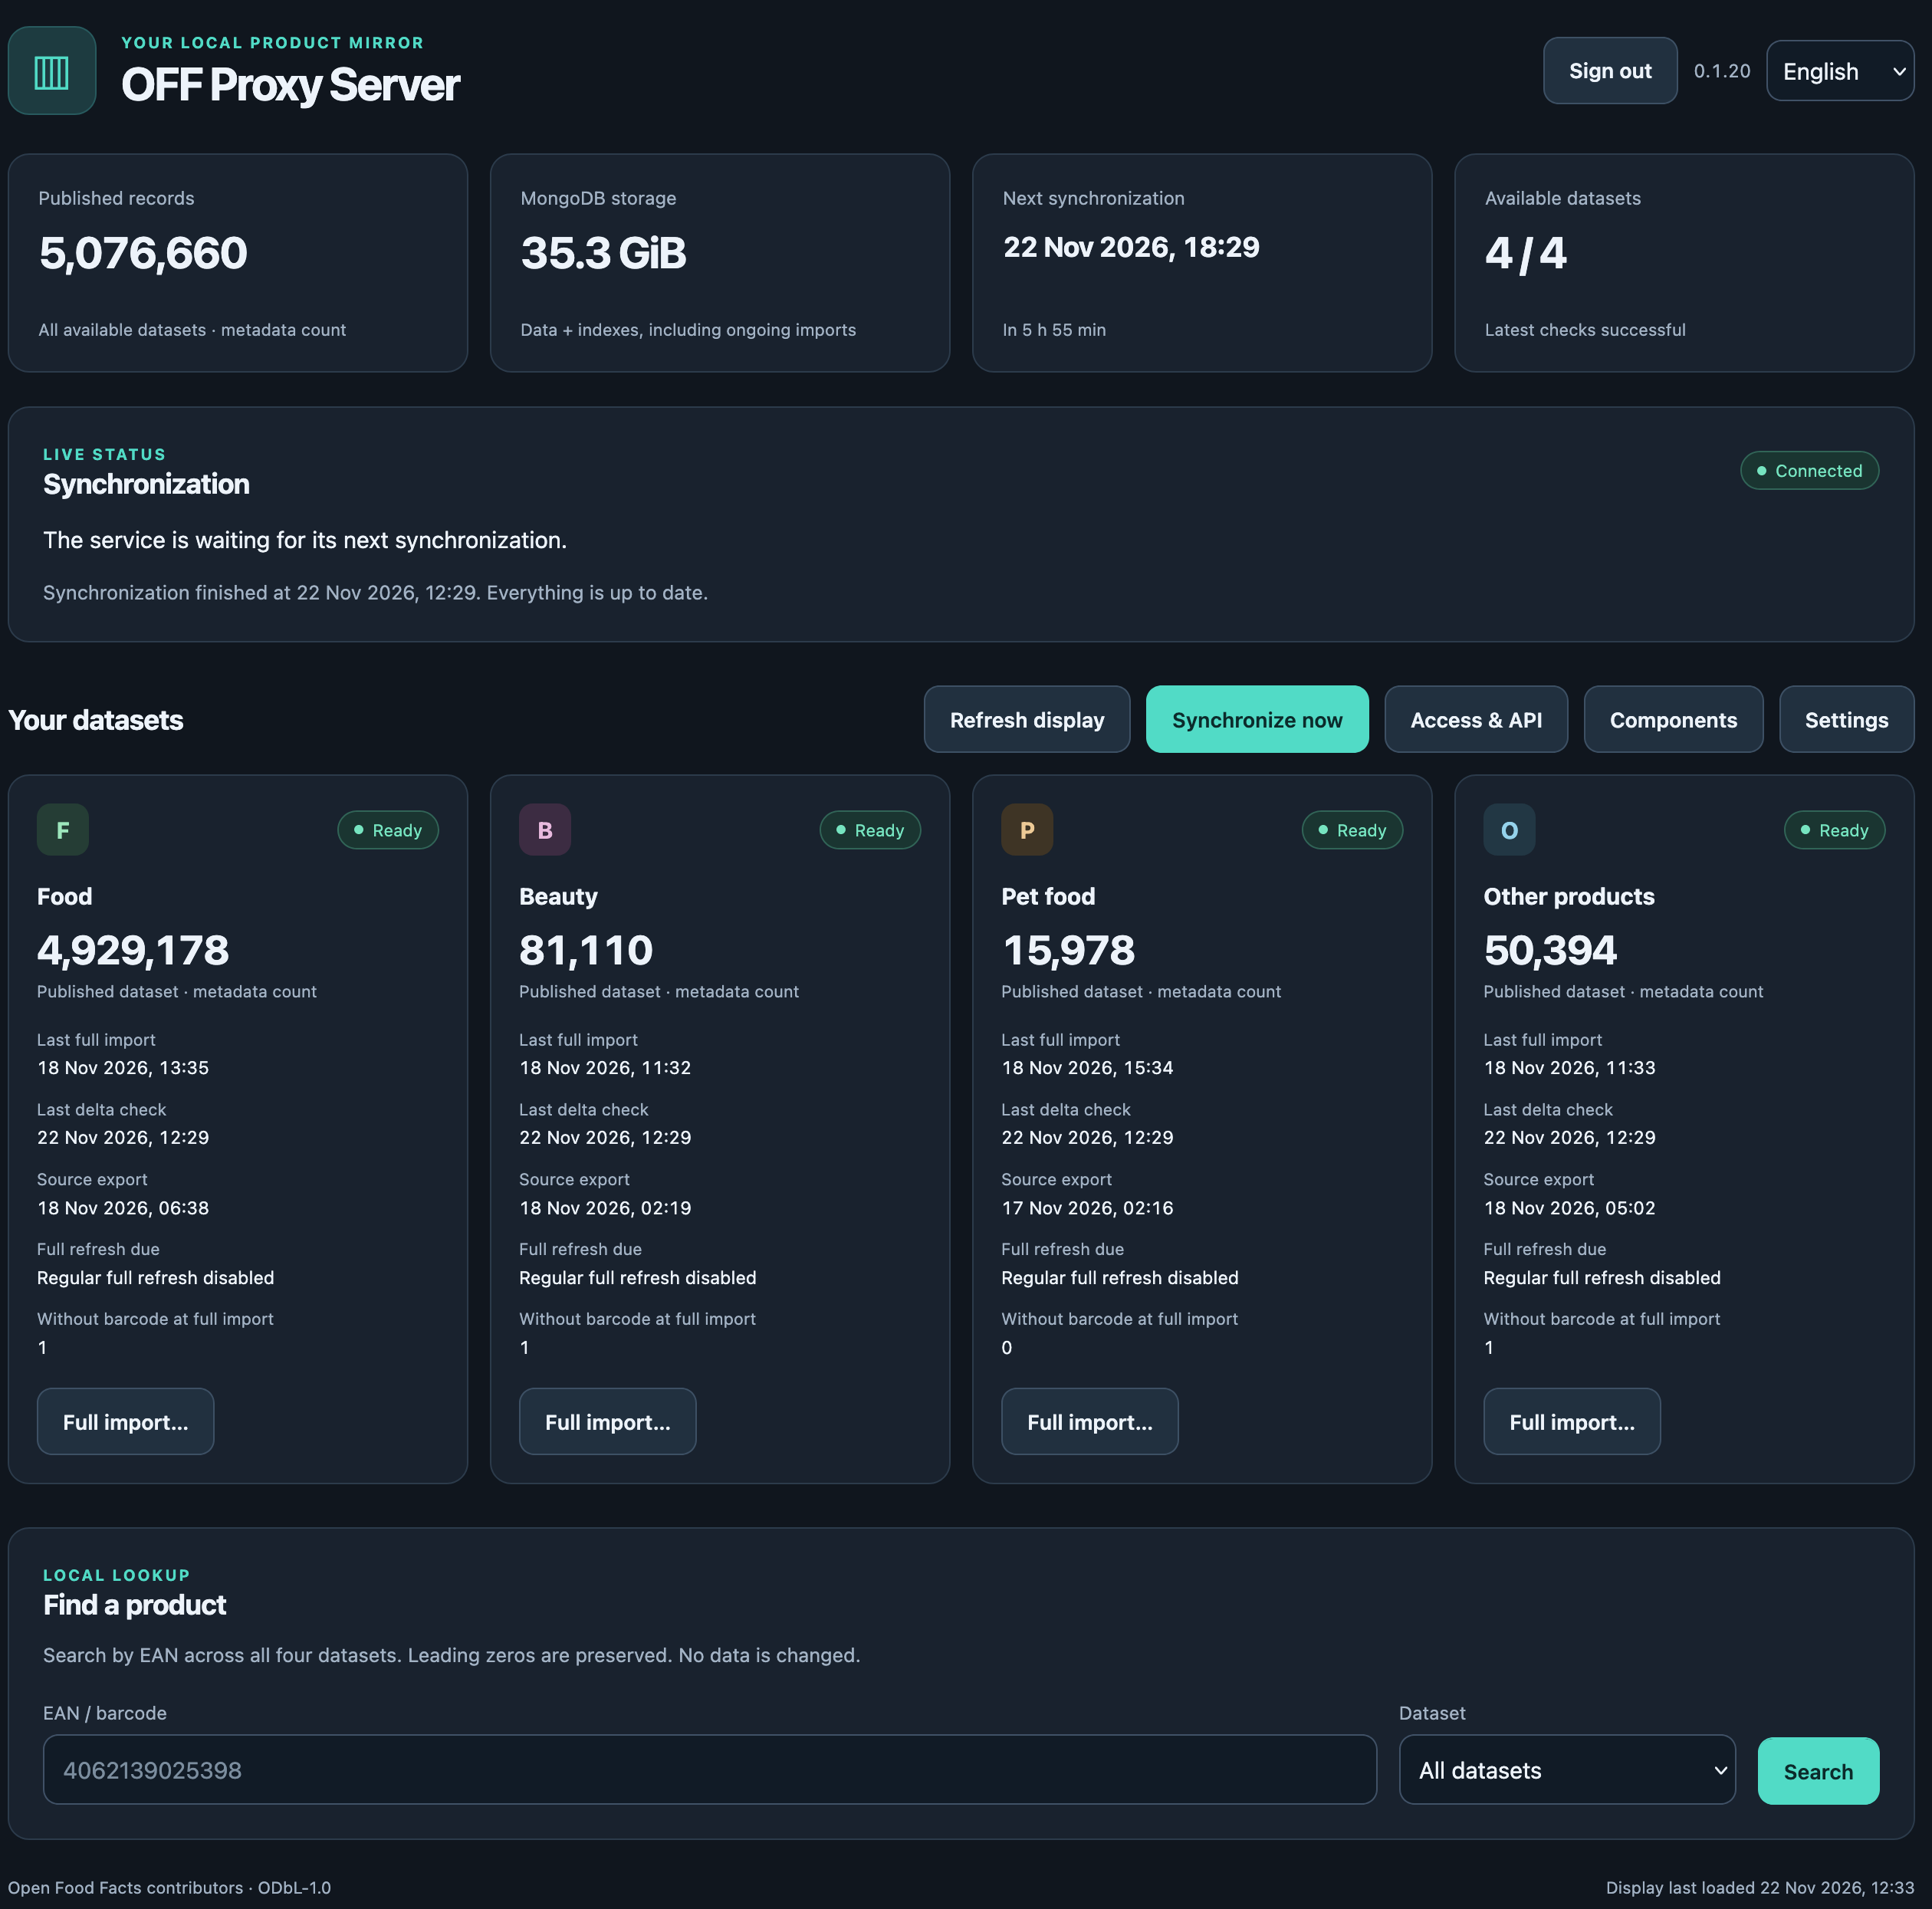 YOUR LOCAL PRODUCT MIRROR
OFF Proxy Server
Sign out
0.1.20
English
Published records
5,076,660
All available datasets · metadata count
MongoDB storage
35.3 GiB
Data + indexes, including ongoing imports
Next synchronization
22 Nov 2026, 18:29
In 5 h 55 min
Available datasets
4 / 4
Latest checks successful
LIVE STATUS
Synchronization
Connected
The service is waiting for its next synchronization.
Synchronization finished at 22 Nov 2026, 12:29. Everything is up to date.
Your datasets
Refresh display
Synchronize now
Access & API
Components
Settings
F
Ready
Food
4,929,178
Published dataset · metadata count
Last full import
18 Nov 2026, 13:35
Last delta check
22 Nov 2026, 12:29
Source export
18 Nov 2026, 06:38
Full refresh due
Regular full refresh disabled
Without barcode at full import
1
Full import...
B
Ready
Beauty
81,110
Published dataset · metadata count
Last full import
18 Nov 2026, 11:32
Last delta check
22 Nov 2026, 12:29
Source export
18 Nov 2026, 02:19
Full refresh due
Regular full refresh disabled
Without barcode at full import
1
Full import...
P
Ready
Pet food
15,978
Published dataset · metadata count
Last full import
18 Nov 2026, 15:34
Last delta check
22 Nov 2026, 12:29
Source export
17 Nov 2026, 02:16
Full refresh due
Regular full refresh disabled
Without barcode at full import
0
Full import...
O
Ready
Other products
50,394
Published dataset · metadata count
Last full import
18 Nov 2026, 11:33
Last delta check
22 Nov 2026, 12:29
Source export
18 Nov 2026, 05:02
Full refresh due
Regular full refresh disabled
Without barcode at full import
1
Full import...
LOCAL LOOKUP
Find a product
Search by EAN across all four datasets. Leading zeros are preserved. No data is changed.
EAN / barcode
4062139025398
Dataset
All datasets
Search
Open Food Facts contributors · ODbL-1.0
Display last loaded 22 Nov 2026, 12:33